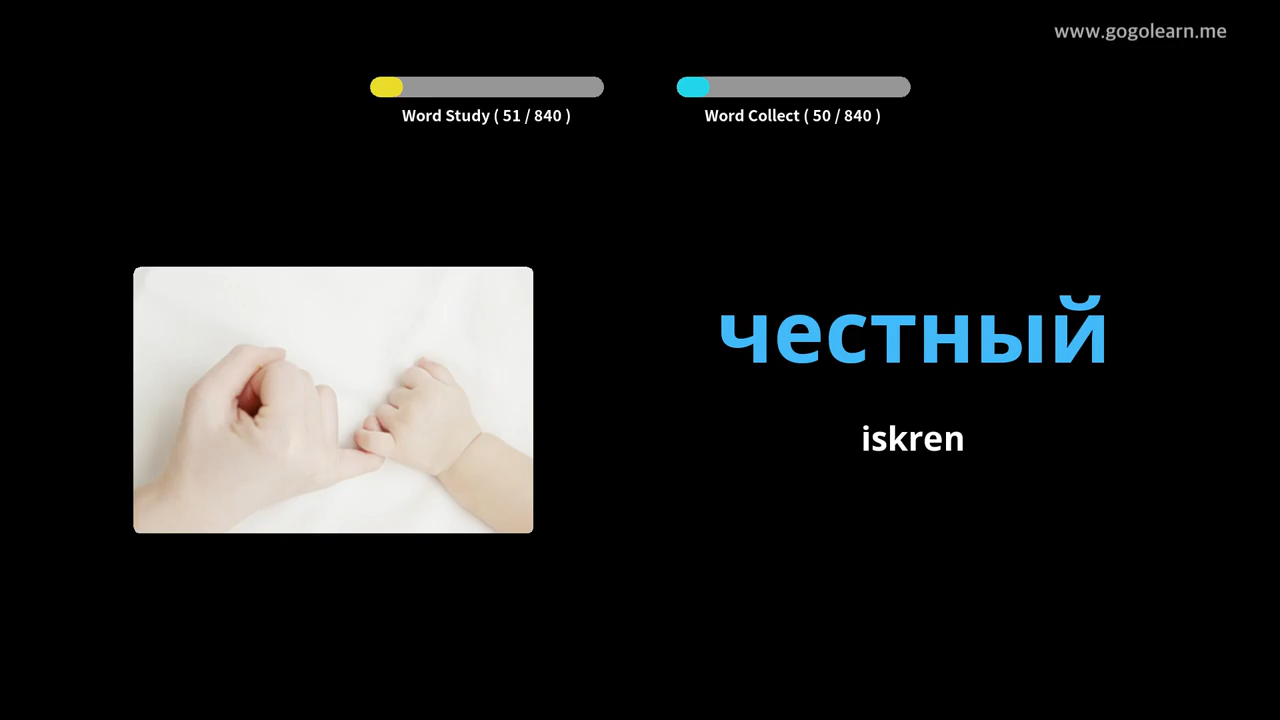 www.gogolearn.me
Word Study ( 51 / 840 )
Word Collect ( 50 / 840 )
честный
iskren